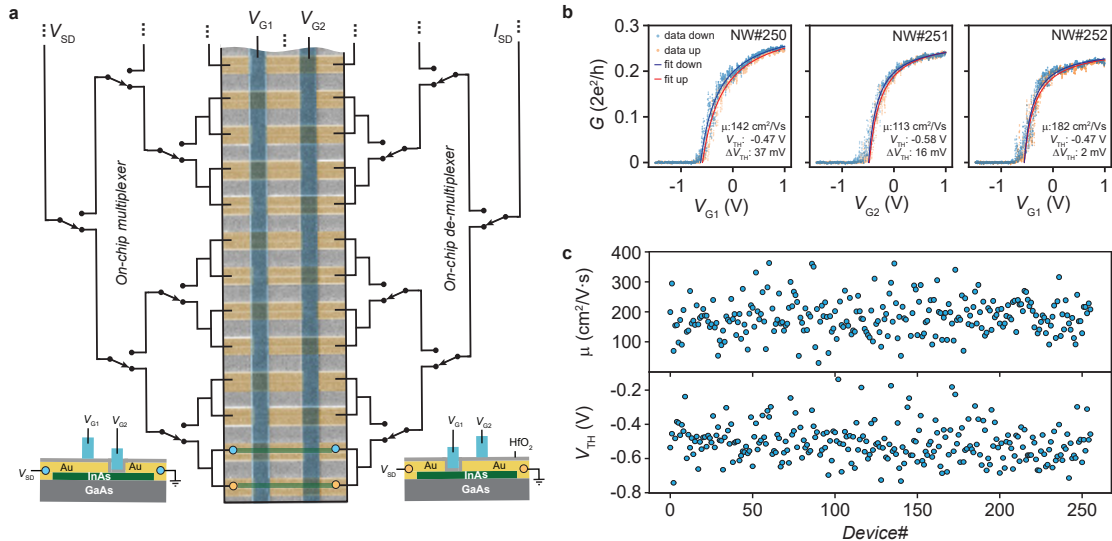 a
V_SD
V_G1
V_G2
I_SD
On-chip multiplexer
On-chip de-multiplexer
V_G1
V_G2
V_SD
Au
Au
InAs
GaAs
V_G1
V_G2
HfO₂
V_SD
Au
Au
InAs
GaAs
b
G (2e²/h)
0.3
0.2
0.1
0
NW#250
data down
data up
fit down
fit up
μ:142 cm²/Vs
V_TH: -0.47 V
ΔV_TH: 37 mV
-1 0 1
V_G1 (V)
NW#251
μ:113 cm²/Vs
V_TH: -0.58 V
ΔV_TH: 16 mV
-1 0 1
V_G2 (V)
NW#252
μ:182 cm²/Vs
V_TH: -0.47 V
ΔV_TH: 2 mV
-1 0 1
V_G1 (V)
c
μ (cm²/V·s)
400
300
200
100
V_TH (V)
-0.2
-0.4
-0.6
-0.8
0 50 100 150 200 250
Device#